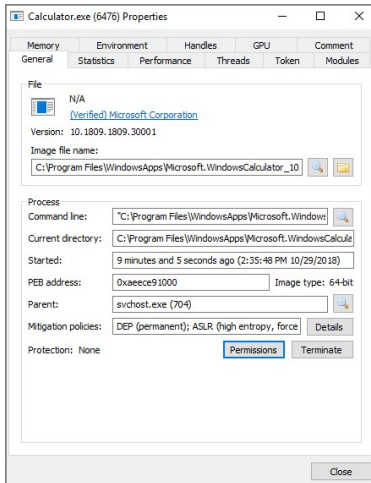 Calculator.exe (6476) Properties
Memory Environment Handles GPU Comment
General Statistics Performance Threads Token Modules
File
N/A
(Verified) Microsoft Corporation
Version: 10.1809.1809.30001
Image file name:
C:\Program Files\WindowsApps\Microsoft.WindowsCalculator_10
Process
Command line: "C:\Program Files\WindowsApps\Microsoft.Windows
Current directory: C:\Program Files\WindowsApps\Microsoft.WindowsCalcula
Started: 9 minutes and 5 seconds ago (2:35:48 PM 10/29/2018)
PEB address: 0xaeece91000 Image type: 64-bit
Parent: svchost.exe (704)
Mitigation policies: DEP (permanent); ASLR (high entropy, force Details
Protection: None Permissions Terminate
Close